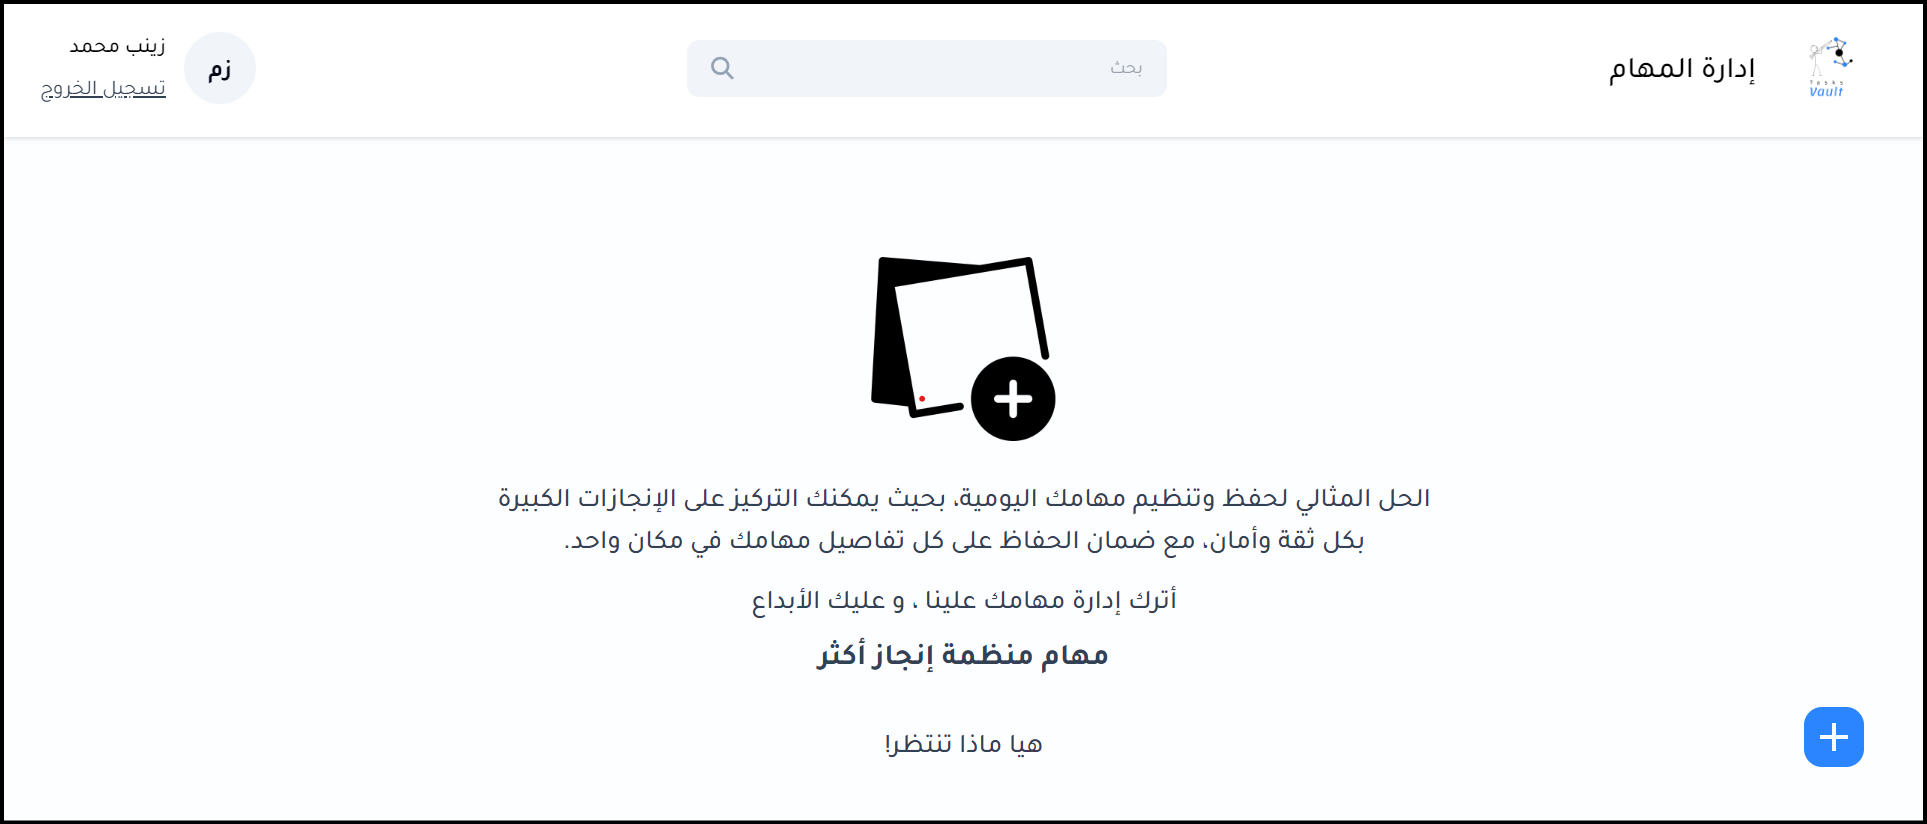 Tasks
Vault
إدارة المهام
بحث
زم
زينب محمد
تسجيل الخروج
الحل المثالي لحفظ وتنظيم مهامك اليومية، بحيث يمكنك التركيز على الإنجازات الكبيرة
بكل ثقة وأمان، مع ضمان الحفاظ على كل تفاصيل مهامك في مكان واحد.
أترك إدارة مهامك علينا ، و عليك الأبداع
مهام منظمة إنجاز أكثر
هيا ماذا تنتظر!